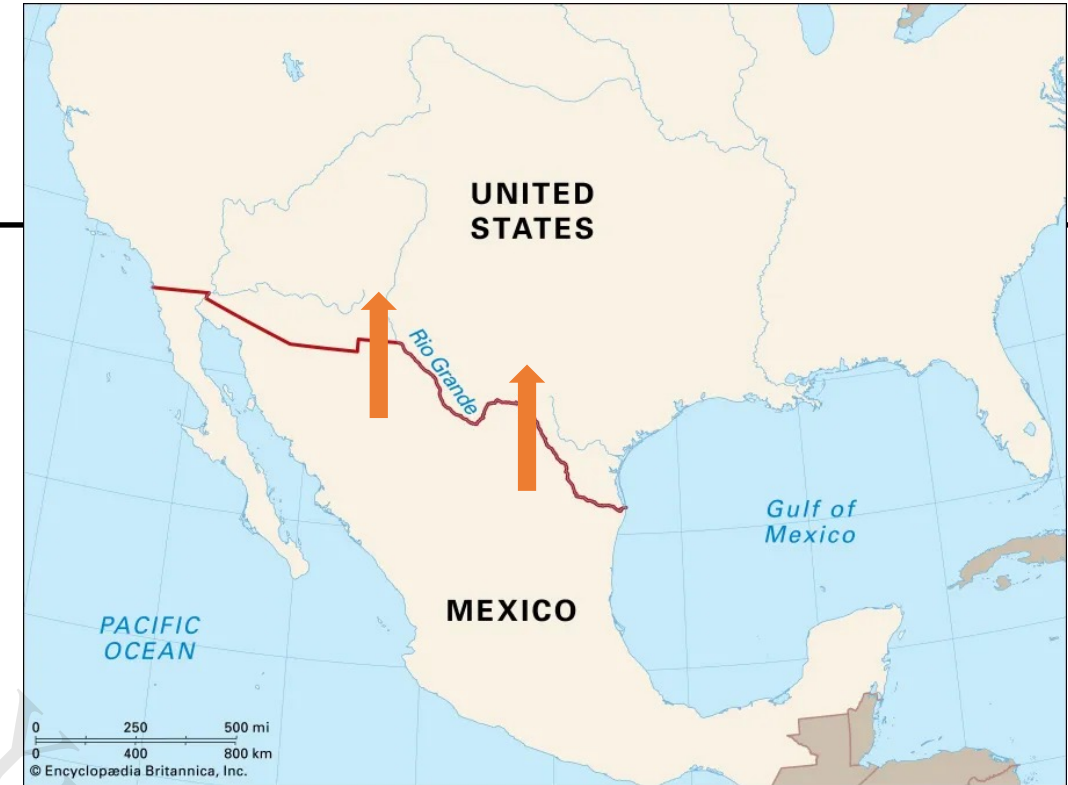 UNITED
STATES
Rio Grande
Gulf of
Mexico
MEXICO
PACIFIC
OCEAN
0 250 500 mi
0 400 800 km
© Encyclopædia Britannica, Inc.